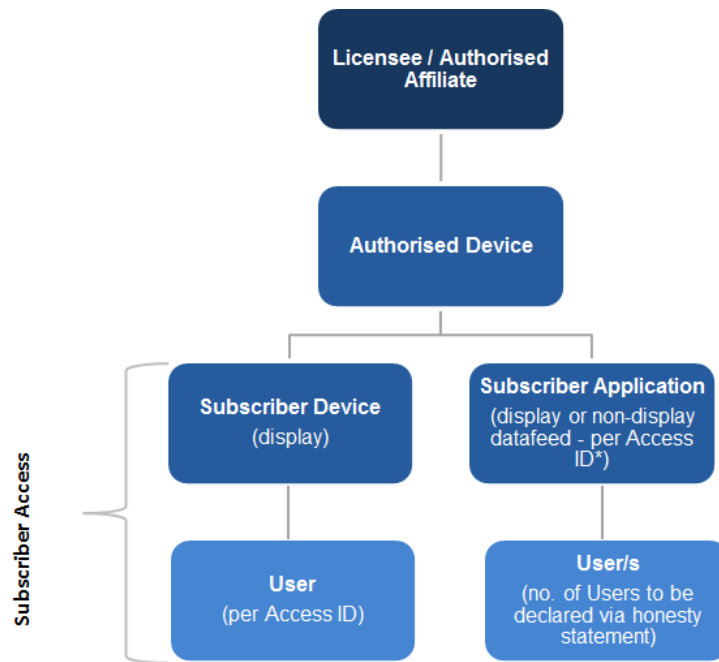 Licensee / Authorised
Affiliate
Authorised Device
Subscriber Access
Subscriber Device
(display)
Subscriber Application
(display or non-display
datafeed - per Access
ID*)
User
(per Access ID)
User/s
(no. of Users to be
declared via honesty
statement)